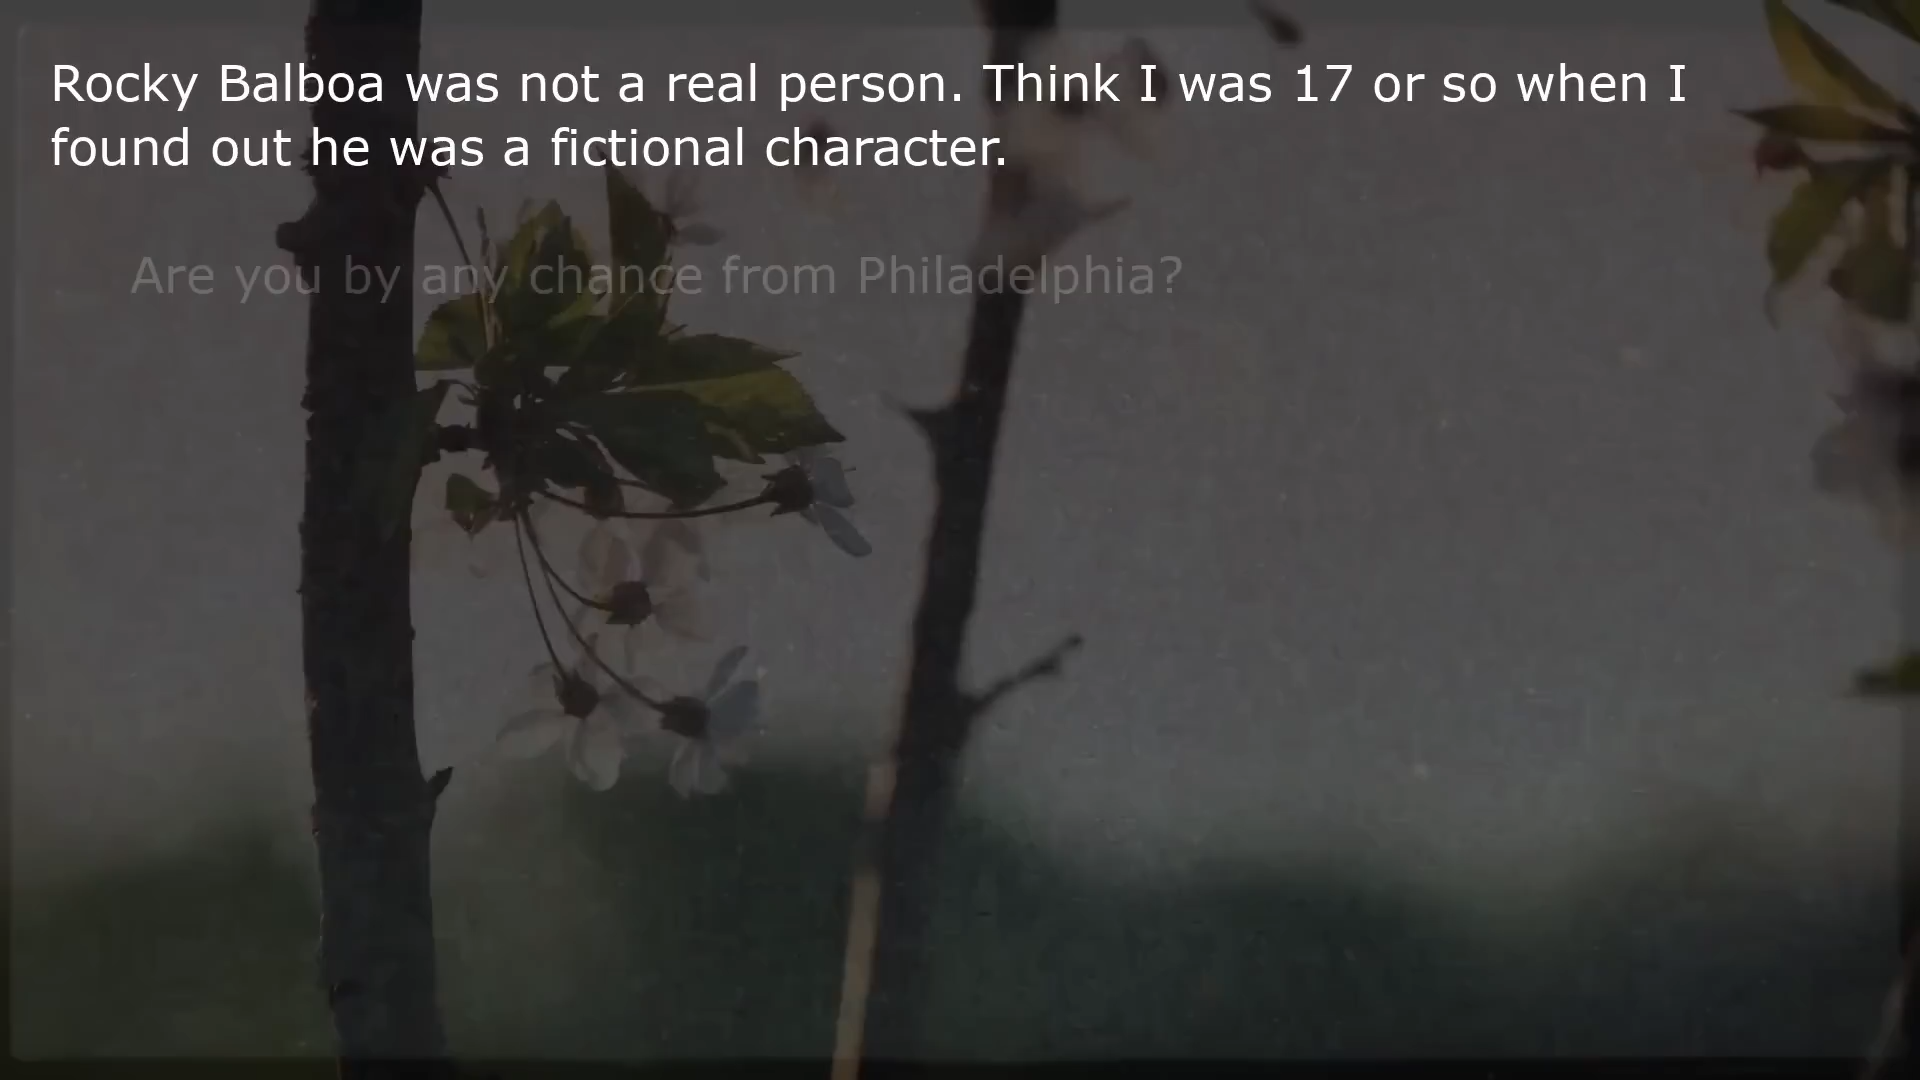 Rocky Balboa was not a real person. Think I was 17 or so when I
found out he was a fictional character.
Are you by any chance from Philadelphia?